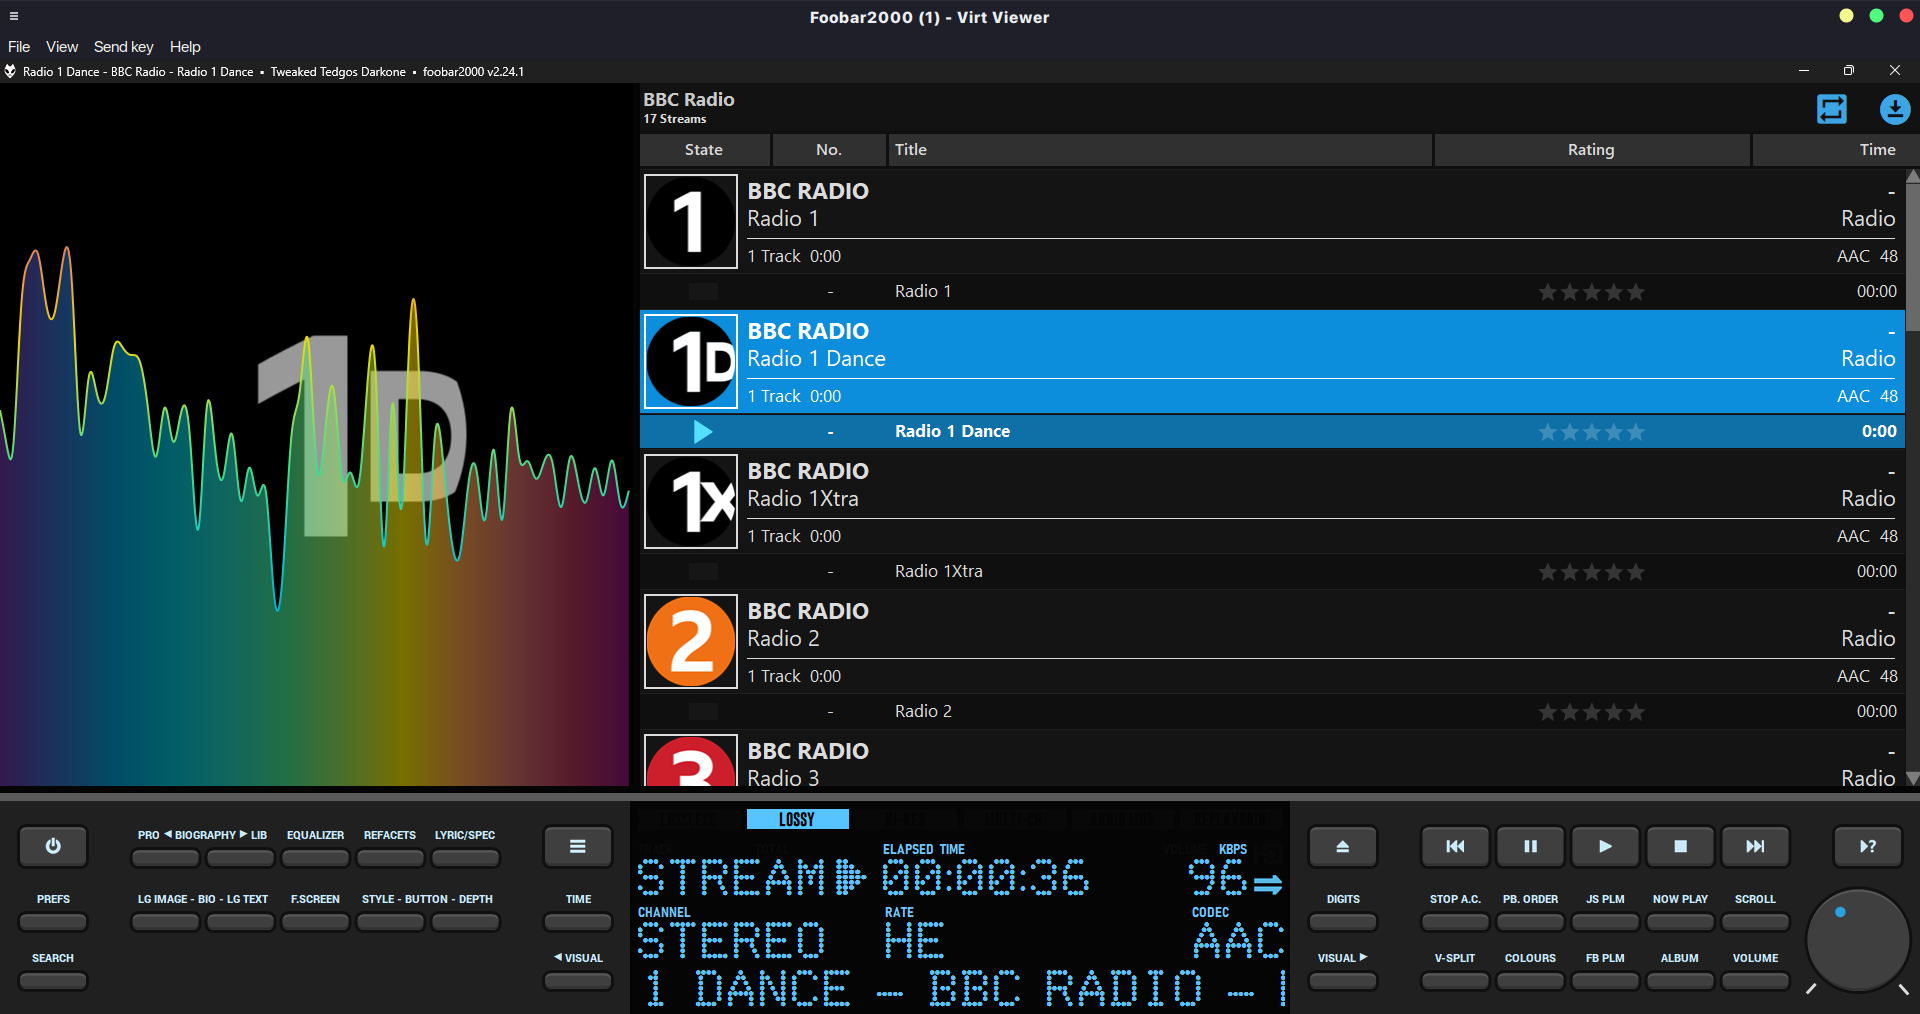 Foobar2000 (1) - Virt Viewer
File View Send key Help
Radio 1 Dance - BBC Radio - Radio 1 Dance • Tweaked Tedgos Darkone • foobar2000 v2.24.1
1D
BBC Radio
17 Streams
State No. Title Rating Time
1
BBC RADIO -
Radio 1 Radio
1 Track 0:00 AAC 48
- Radio 1 00:00
1D
BBC RADIO -
Radio 1 Dance Radio
1 Track 0:00 AAC 48
- Radio 1 Dance 0:00
1X
BBC RADIO -
Radio 1Xtra Radio
1 Track 0:00 AAC 48
- Radio 1Xtra 00:00
2
BBC RADIO -
Radio 2 Radio
1 Track 0:00 AAC 48
- Radio 2 00:00
3
BBC RADIO -
Radio 3 Radio
PRO ◄ BIOGRAPHY ► LIB EQUALIZER REFACETS LYRIC/SPEC
PREFS LG IMAGE - BIO - LG TEXT F.SCREEN STYLE - BUTTON - DEPTH TIME
SEARCH ◄ VISUAL
LOSSY
ELAPSED TIME KBPS
STREAM 00:00:36 96
CHANNEL RATE CODEC
STEREO HE AAC
1 DANCE - BBC RADIO -
?
DIGITS STOP A.C. PB. ORDER JS PLM NOW PLAY SCROLL
VISUAL ► V-SPLIT COLOURS FB PLM ALBUM VOLUME